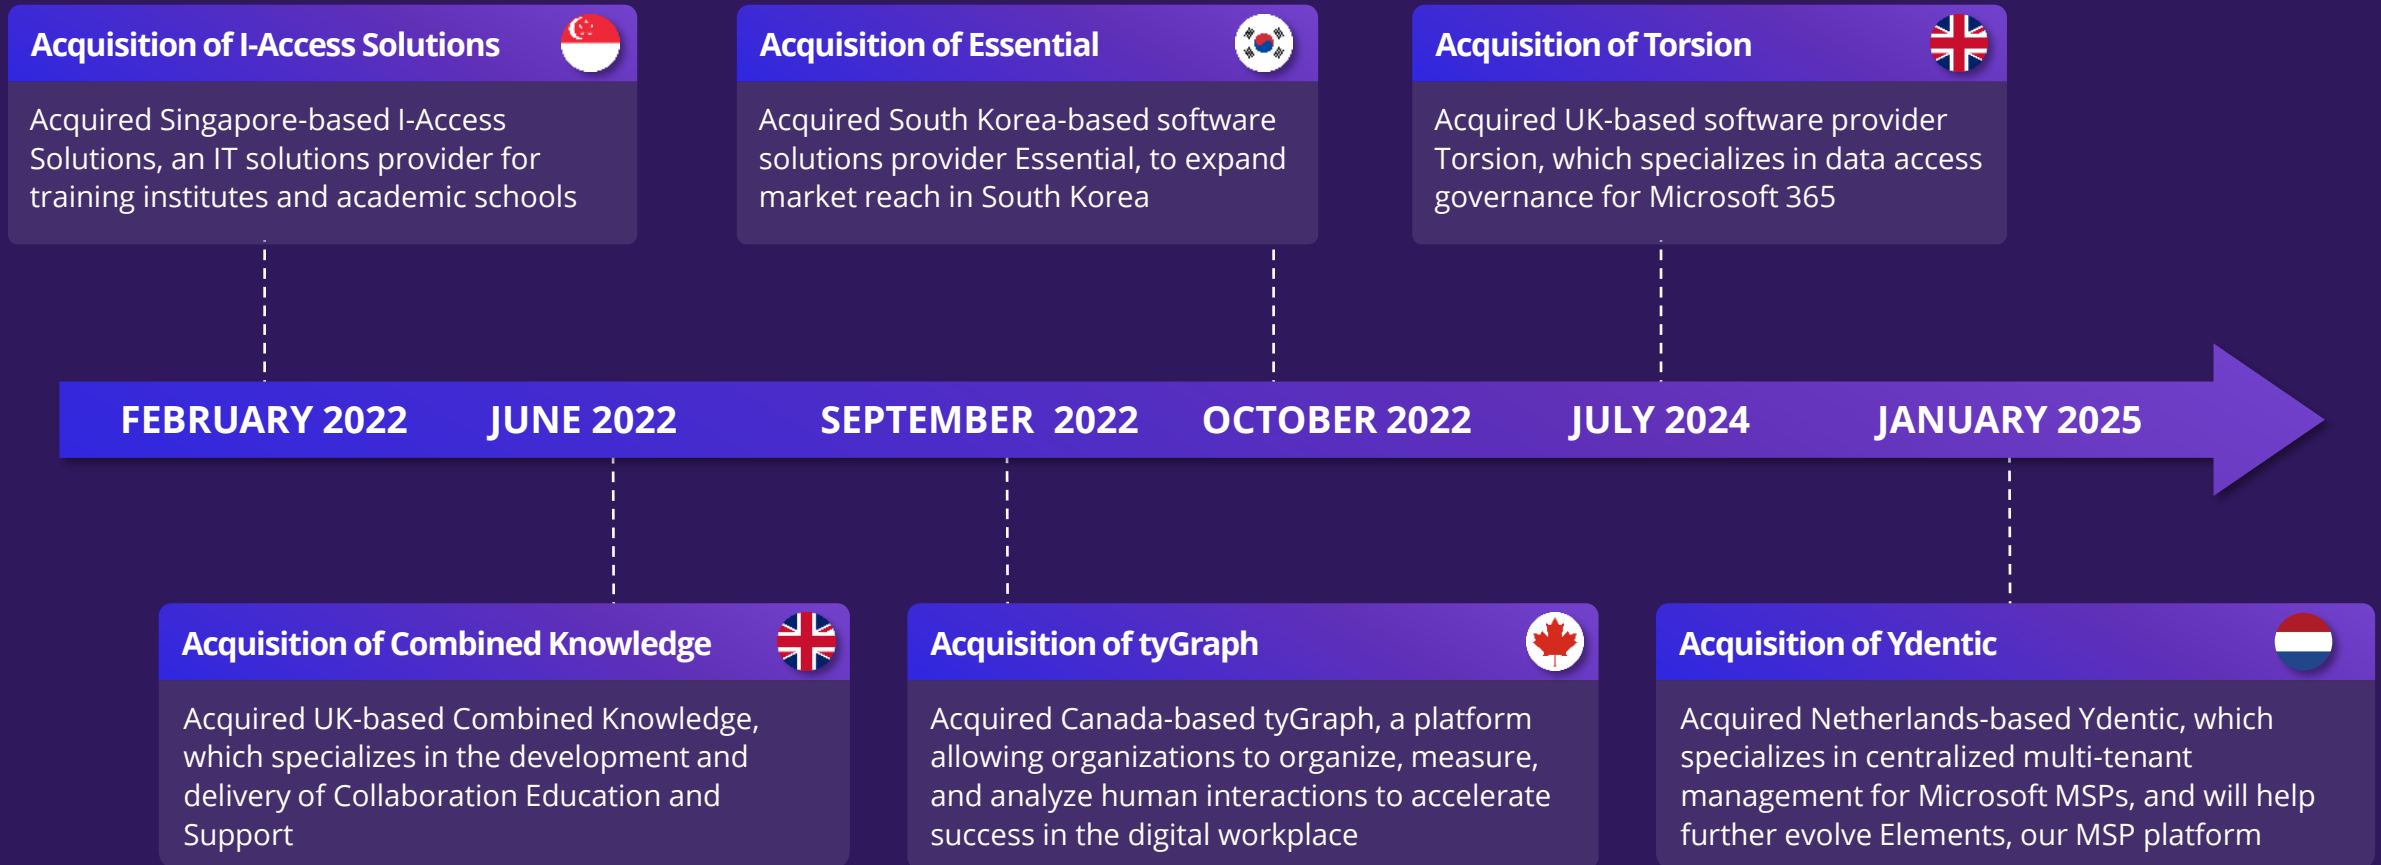 Acquisition of I-Access Solutions
Acquired Singapore-based I-Access
Solutions, an IT solutions provider for
training institutes and academic schools
Acquisition of Essential
Acquired South Korea-based software
solutions provider Essential, to expand
market reach in South Korea
Acquisition of Torsion
Acquired UK-based software provider
Torsion, which specializes in data access
governance for Microsoft 365
FEBRUARY 2022
JUNE 2022
SEPTEMBER 2022
OCTOBER 2022
JULY 2024
JANUARY 2025
Acquisition of Combined Knowledge
Acquired UK-based Combined Knowledge,
which specializes in the development and
delivery of Collaboration Education and
Support
Acquisition of tyGraph
Acquired Canada-based tyGraph, a platform
allowing organizations to organize, measure,
and analyze human interactions to accelerate
success in the digital workplace
Acquisition of Ydentic
Acquired Netherlands-based Ydentic, which
specializes in centralized multi-tenant
management for Microsoft MSPs, and will help
further evolve Elements, our MSP platform